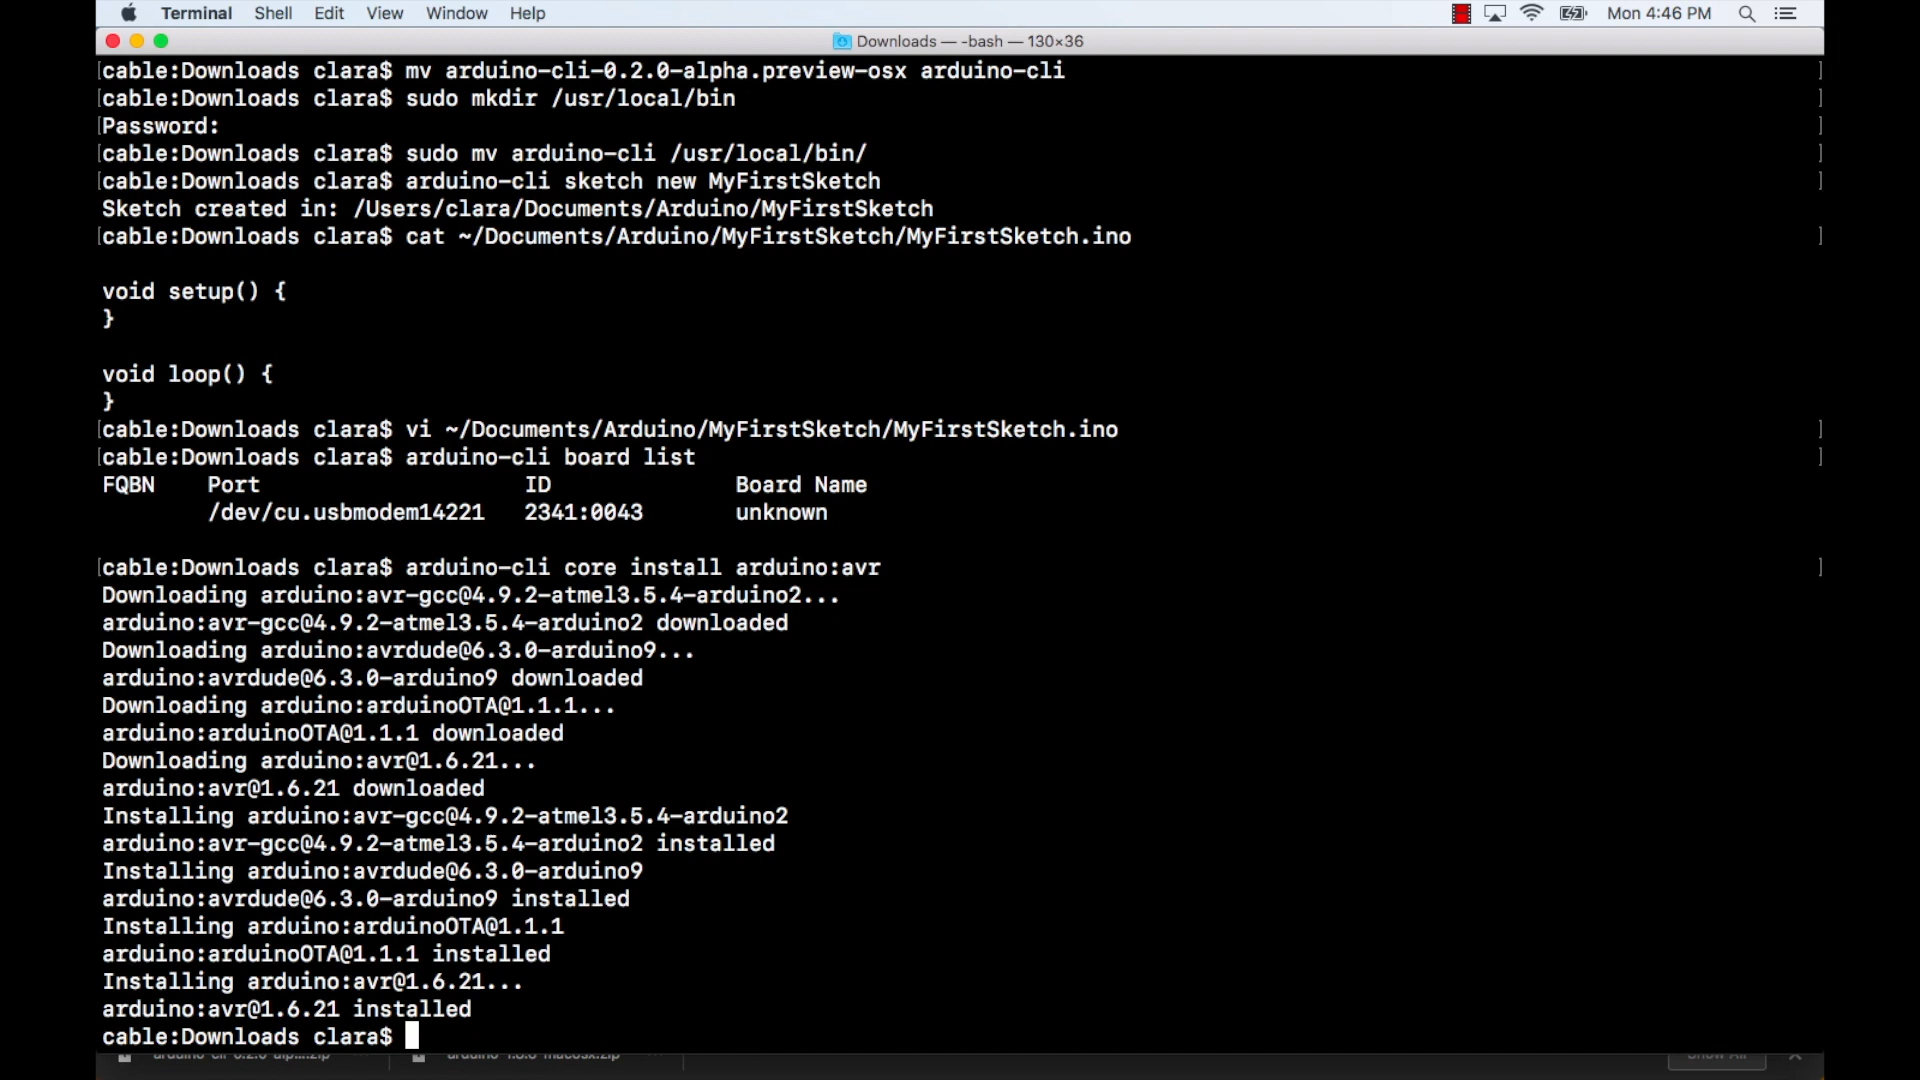 Terminal Shell Edit View Window Help Mon 4:46 PM
Downloads — -bash — 130×36
[cable:Downloads clara$ mv arduino-cli-0.2.0-alpha.preview-osx arduino-cli ]
[cable:Downloads clara$ sudo mkdir /usr/local/bin ]
[Password: ]
[cable:Downloads clara$ sudo mv arduino-cli /usr/local/bin/ ]
[cable:Downloads clara$ arduino-cli sketch new MyFirstSketch ]
Sketch created in: /Users/clara/Documents/Arduino/MyFirstSketch
[cable:Downloads clara$ cat ~/Documents/Arduino/MyFirstSketch/MyFirstSketch.ino ]
void setup() {
}
void loop() {
}
[cable:Downloads clara$ vi ~/Documents/Arduino/MyFirstSketch/MyFirstSketch.ino ]
[cable:Downloads clara$ arduino-cli board list ]
FQBN Port ID Board Name
/dev/cu.usbmodem14221 2341:0043 unknown
[cable:Downloads clara$ arduino-cli core install arduino:avr ]
Downloading arduino:avr-gcc@4.9.2-atmel3.5.4-arduino2...
arduino:avr-gcc@4.9.2-atmel3.5.4-arduino2 downloaded
Downloading arduino:avrdude@6.3.0-arduino9...
arduino:avrdude@6.3.0-arduino9 downloaded
Downloading arduino:arduinoOTA@1.1.1...
arduino:arduinoOTA@1.1.1 downloaded
Downloading arduino:avr@1.6.21...
arduino:avr@1.6.21 downloaded
Installing arduino:avr-gcc@4.9.2-atmel3.5.4-arduino2
arduino:avr-gcc@4.9.2-atmel3.5.4-arduino2 installed
Installing arduino:avrdude@6.3.0-arduino9
arduino:avrdude@6.3.0-arduino9 installed
Installing arduino:arduinoOTA@1.1.1
arduino:arduinoOTA@1.1.1 installed
Installing arduino:avr@1.6.21...
arduino:avr@1.6.21 installed
cable:Downloads clara$
Show All